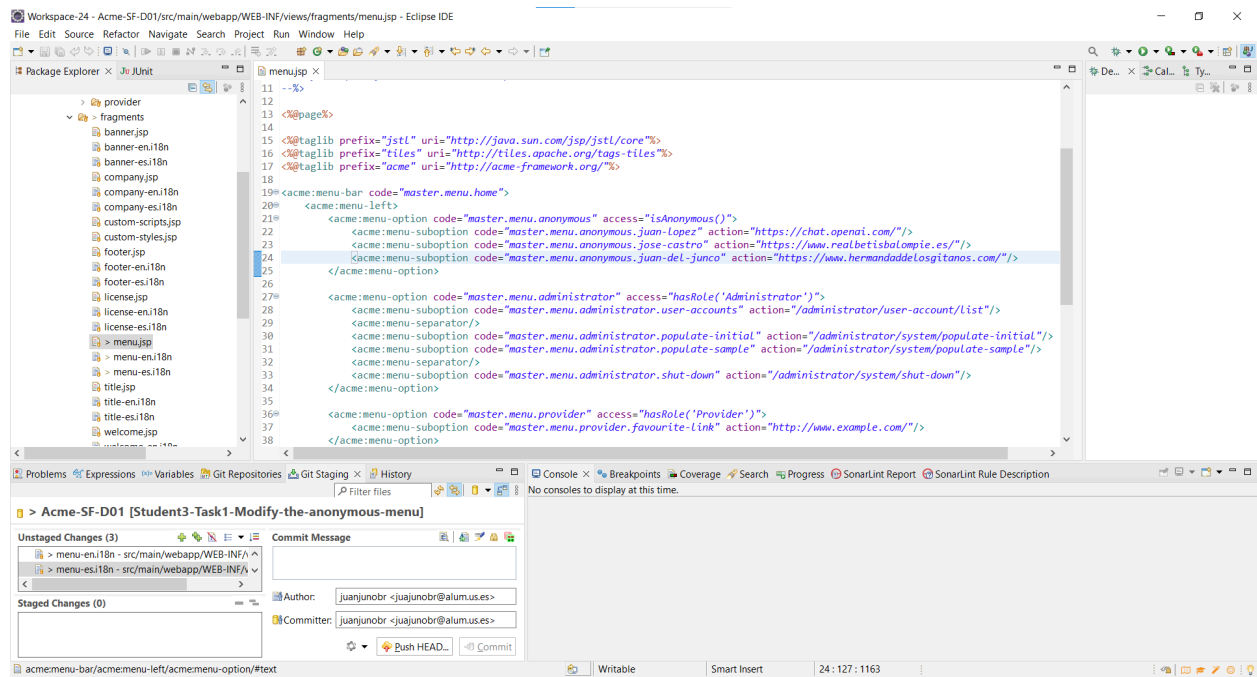 Workspace-24 - Acme-SF-D01/src/main/webapp/WEB-INF/views/fragments/menu.jsp - Eclipse IDE
File Edit Source Refactor Navigate Search Project Run Window Help
Package Explorer JUnit
provider
> fragments
banner.jsp
banner-en.i18n
banner-es.i18n
company.jsp
company-en.i18n
company-es.i18n
custom-scripts.jsp
custom-styles.jsp
footer.jsp
footer-en.i18n
footer-es.i18n
license.jsp
license-en.i18n
license-es.i18n
> menu.jsp
> menu-en.i18n
> menu-es.i18n
title.jsp
title-en.i18n
title-es.i18n
welcome.jsp
menu.jsp
11 --%>
12
13 <%@page%>
14
15 <%@taglib prefix="jstl" uri="http://java.sun.com/jsp/jstl/core"%>
16 <%@taglib prefix="tiles" uri="http://tiles.apache.org/tags-tiles"%>
17 <%@taglib prefix="acme" uri="http://acme-framework.org/"%>
18
19 <acme:menu-bar code="master.menu.home">
20 <acme:menu-left>
21 <acme:menu-option code="master.menu.anonymous" access="isAnonymous()">
22 <acme:menu-suboption code="master.menu.anonymous.juan-lopez" action="https://chat.openai.com/"/>
23 <acme:menu-suboption code="master.menu.anonymous.jose-castro" action="https://www.realbetisbalompie.es/"/>
24 <acme:menu-suboption code="master.menu.anonymous.juan-del-junco" action="https://www.hermandaddelosgitanos.com/"/>
25 </acme:menu-option>
26
27 <acme:menu-option code="master.menu.administrator" access="hasRole('Administrator')">
28 <acme:menu-suboption code="master.menu.administrator.user-accounts" action="/administrator/user-account/list"/>
29 <acme:menu-separator/>
30 <acme:menu-suboption code="master.menu.administrator.populate-initial" action="/administrator/system/populate-initial"/>
31 <acme:menu-suboption code="master.menu.administrator.populate-sample" action="/administrator/system/populate-sample"/>
32 <acme:menu-separator/>
33 <acme:menu-suboption code="master.menu.administrator.shut-down" action="/administrator/system/shut-down"/>
34 </acme:menu-option>
35
36 <acme:menu-option code="master.menu.provider" access="hasRole('Provider')">
37 <acme:menu-suboption code="master.menu.provider.favourite-link" action="http://www.example.com/"/>
38 </acme:menu-option>
De... Cal... Ty...
Problems Expressions Variables Git Repositories Git Staging History
Filter files
> Acme-SF-D01 [Student3-Task1-Modify-the-anonymous-menu]
Unstaged Changes (3)
> menu-en.i18n - src/main/webapp/WEB-INF/
> menu-es.i18n - src/main/webapp/WEB-INF/
Staged Changes (0)
Commit Message
Author: juanjunobr <juajunobr@alum.us.es>
Committer: juanjunobr <juajunobr@alum.us.es>
Push HEAD... Commit
Console Breakpoints Coverage Search Progress SonarLint Report SonarLint Rule Description
No consoles to display at this time.
acme:menu-bar/acme:menu-left/acme:menu-option/#text
Writable Smart Insert 24 : 127 : 1163